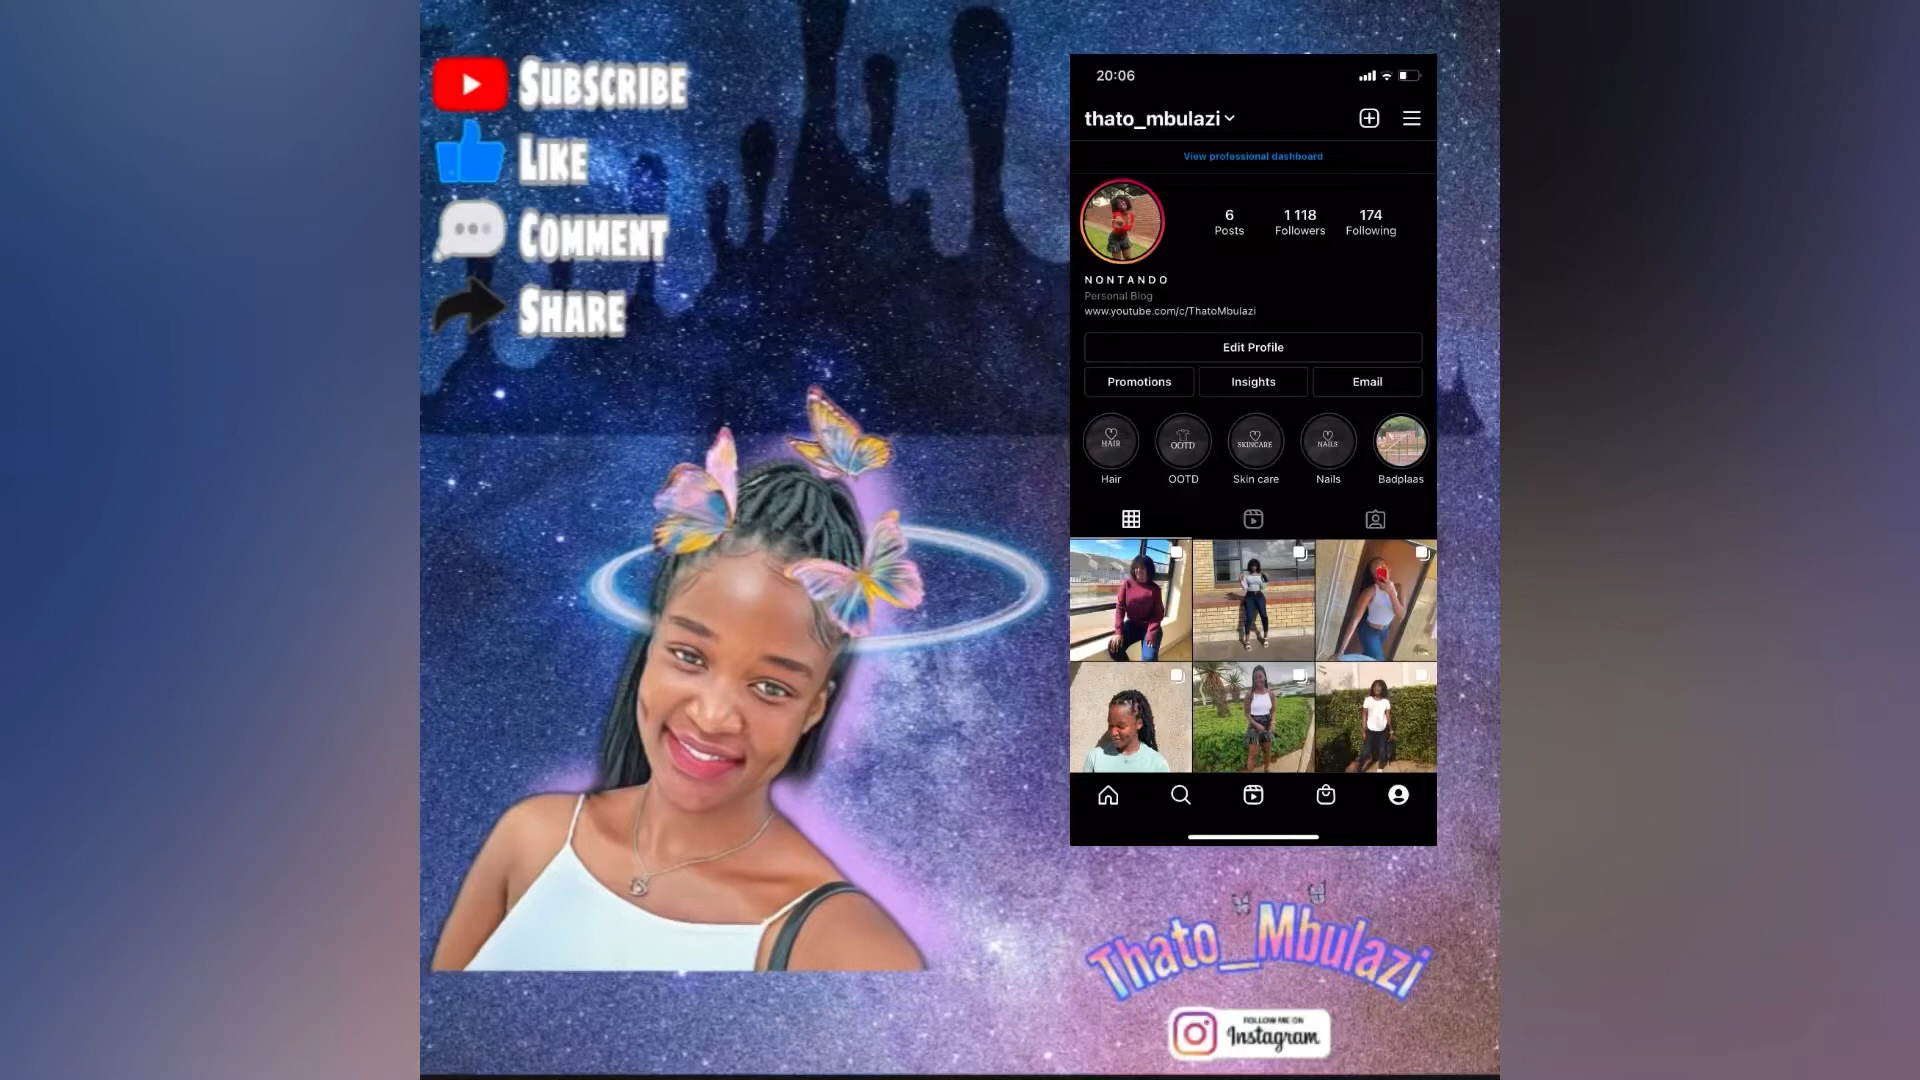 SUBSCRIBE
LIKE
COMMENT
SHARE
20:06
thato_mbulazi
View professional dashboard
6 1 118 174
Posts Followers Following
NONTANDO
Personal Blog
www.youtube.com/c/ThatoMbulazi
Edit Profile
Promotions Insights Email
HAIR OOTD SKINCARE NAILS
Hair OOTD Skin care Nails Badplaas
Thato_Mbulazi
FOLLOW ME ON
Instagram